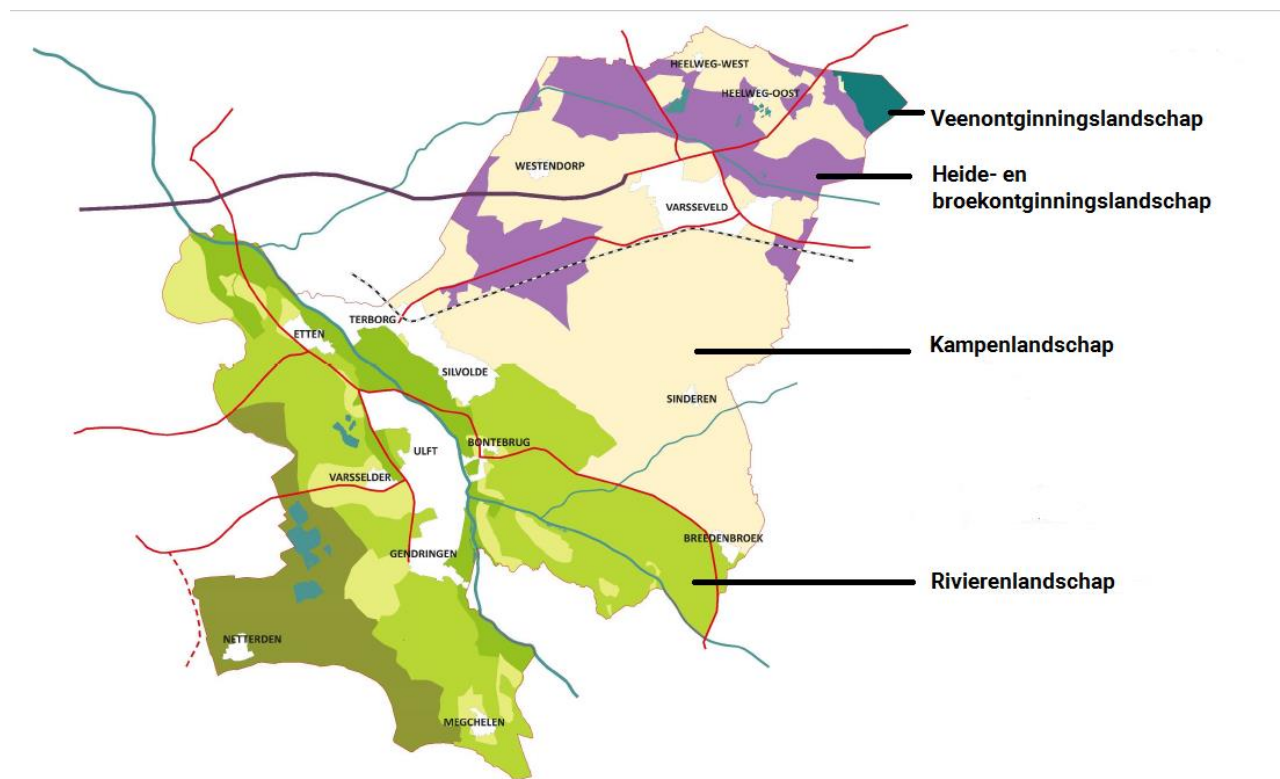 HEELWEG-WEST
HEELWEG-OOST
Veenontginningslandschap
WESTENDORP
Heide- en
broekontginningslandschap
VARSSEVELD
TERBORG
ETTEN
Kampenlandschap
SILVOLDE
SINDEREN
BONTEBRUG
ULFT
VARSSELDER
BREEDENBROEK
GENDRINGEN
Rivierenlandschap
NETTERDEN
MEGCHELEN